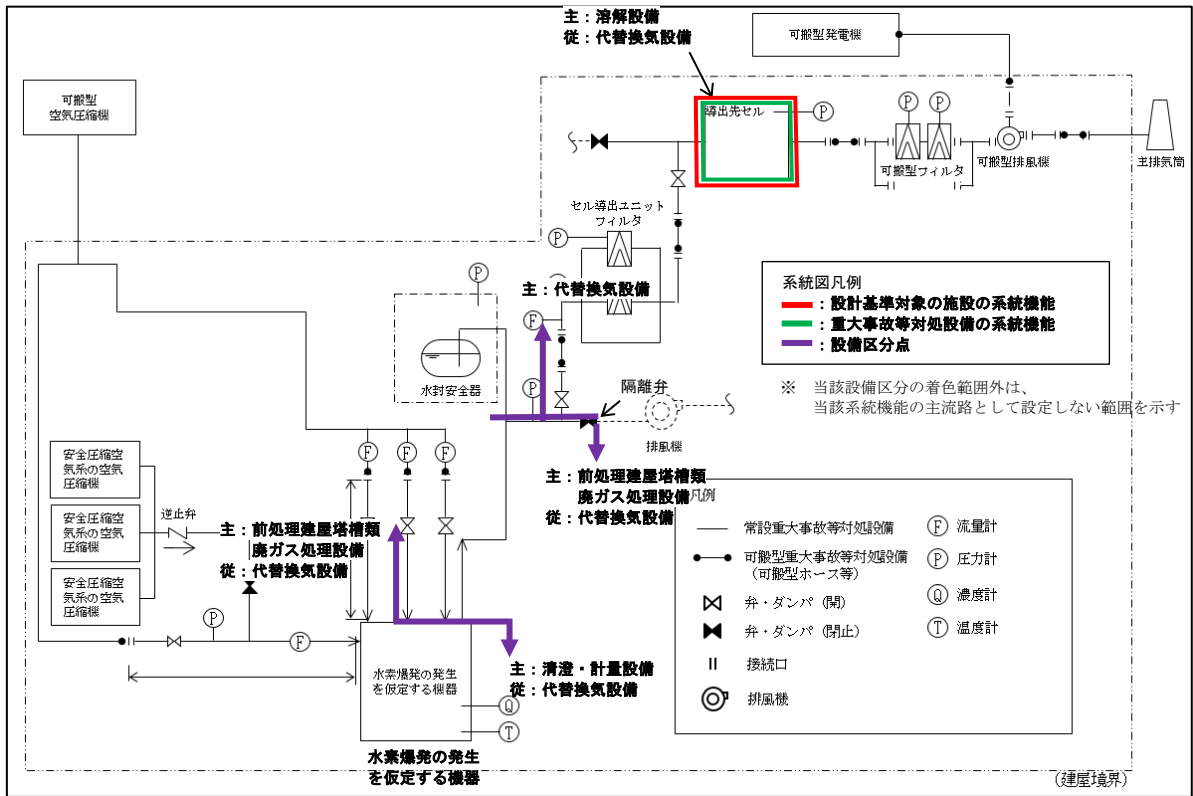 主：溶解設備
従：代替換気設備
可搬型発電機
可搬型
空気圧縮機
導出先セル
P
P
P
可搬型フィルタ
可搬型排風機
主排気筒
セル導出ユニット
フィルタ
P
P
主：代替換気設備
F
水封安全器
P
隔離弁
排風機
系統図凡例
：設計基準対象の施設の系統機能
：重大事故等対処設備の系統機能
：設備区分点
※ 当該設備区分の着色範囲外は、
当該系統機能の主流路として設定しない範囲を示す
主：前処理建屋塔槽類
廃ガス処理設備
従：代替換気設備
凡例
常設重大事故等対処設備
可搬型重大事故等対処設備
（可搬型ホース等）
弁・ダンパ（開）
弁・ダンパ（閉止）
接続口
排風機
F 流量計
P 圧力計
Q 濃度計
T 温度計
安全圧縮空
気系の空気
圧縮機
安全圧縮空
気系の空気
圧縮機
安全圧縮空
気系の空気
圧縮機
逆止弁
F
F
F
主：前処理建屋塔槽類
廃ガス処理設備
従：代替換気設備
P
F
水素爆発の発生
を仮定する機器
主：清澄・計量設備
従：代替換気設備
Q
T
水素爆発の発生
を仮定する機器
（建屋境界）